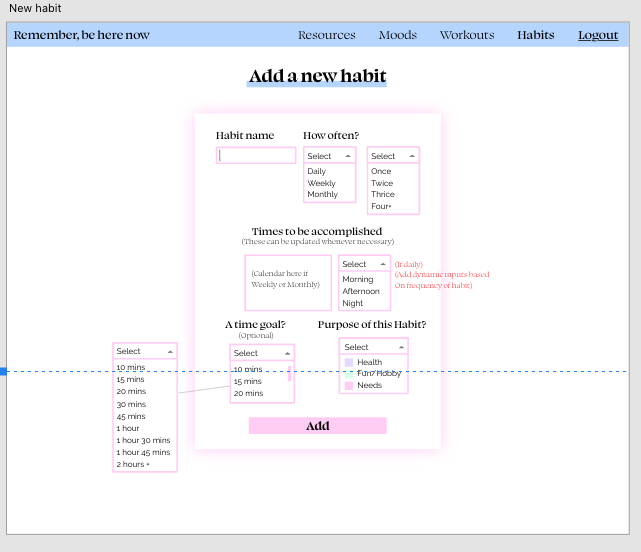 New habit
Remember, be here now
Resources
Moods
Workouts
Habits
Logout
Add a new habit
Habit name
How often?
Select
Daily
Weekly
Monthly
Select
Once
Twice
Thrice
Four+
Times to be accomplished
(These can be updated whenever necessary)
(Calendar here if
Weekly or Monthly)
Select
Morning
Afternoon
Night
(If daily)
(Add dynamic inputs based
On frequency of habit)
A time goal?
(Optional)
Select
10 mins
15 mins
20 mins
Purpose of this Habit?
Select
Health
Fun/Hobby
Needs
Select
10 mins
15 mins
20 mins
30 mins
45 mins
1 hour
1 hour 30 mins
1 hour 45 mins
2 hours +
Add